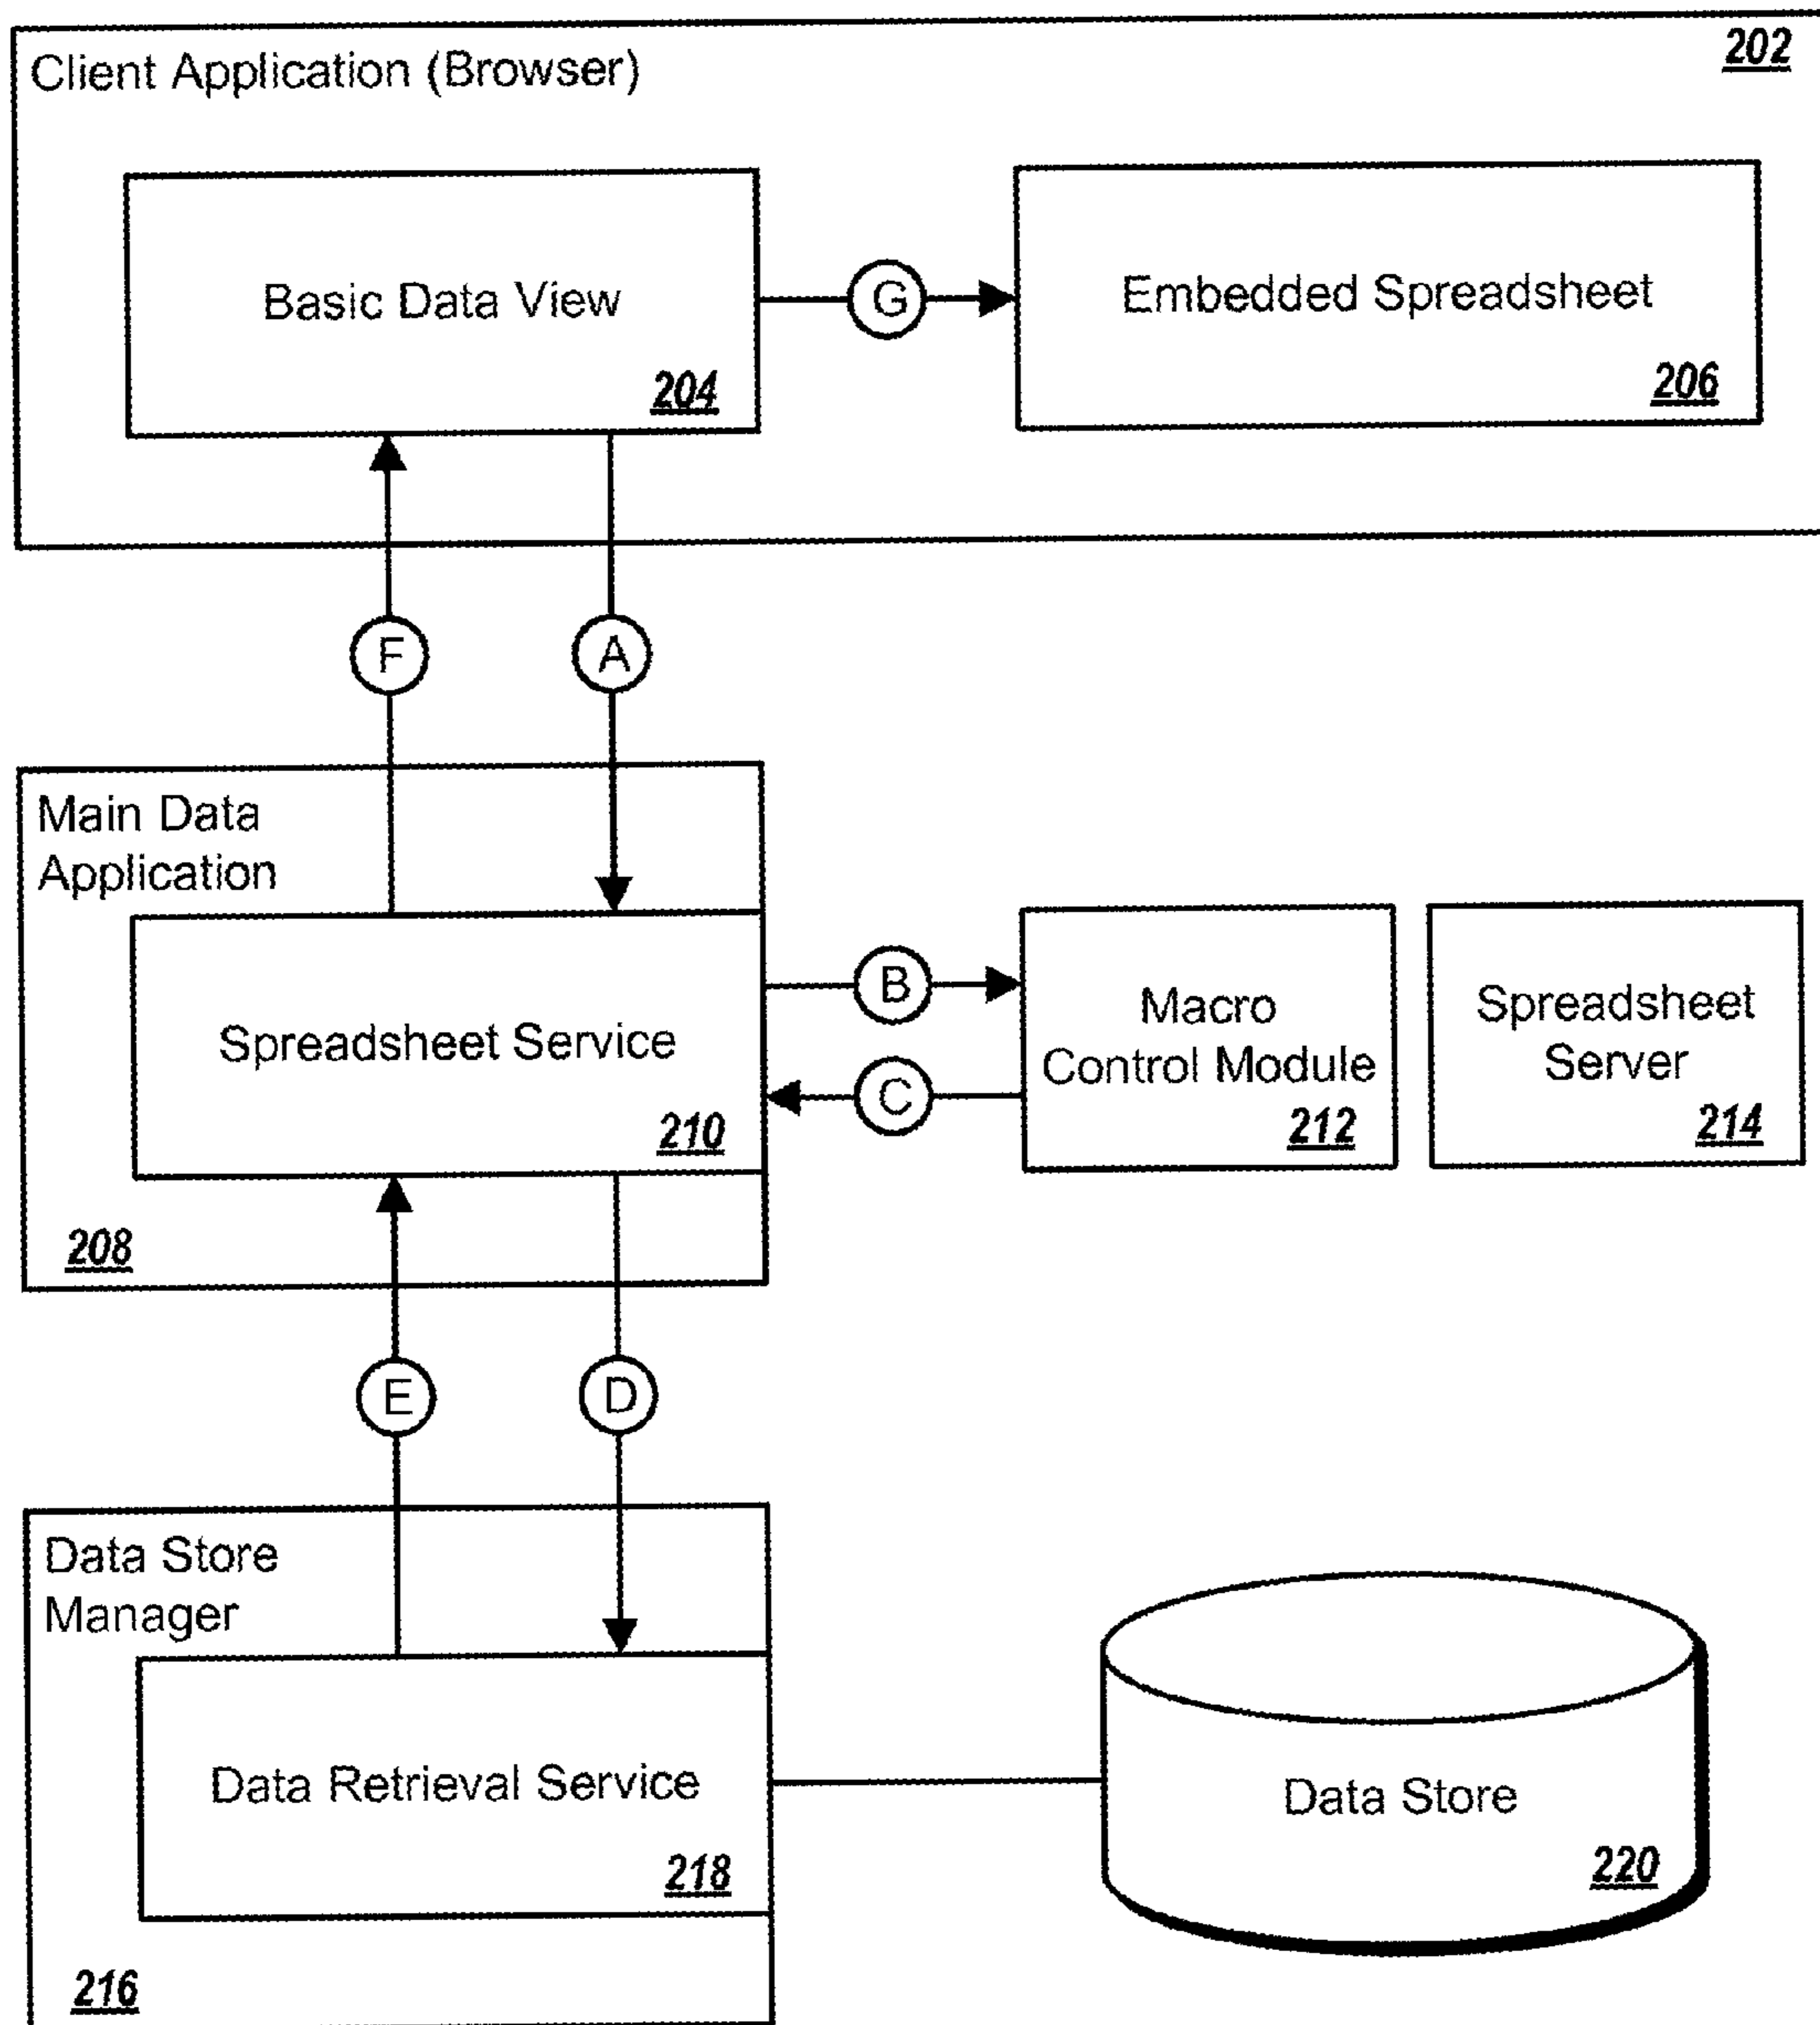 202
Client Application (Browser)
Basic Data View
204
G
Embedded Spreadsheet
206
F
A
Main Data
Application
Spreadsheet Service
210
208
B
C
Macro
Control Module
212
Spreadsheet
Server
214
E
D
Data Store
Manager
Data Retrieval Service
218
216
Data Store
220